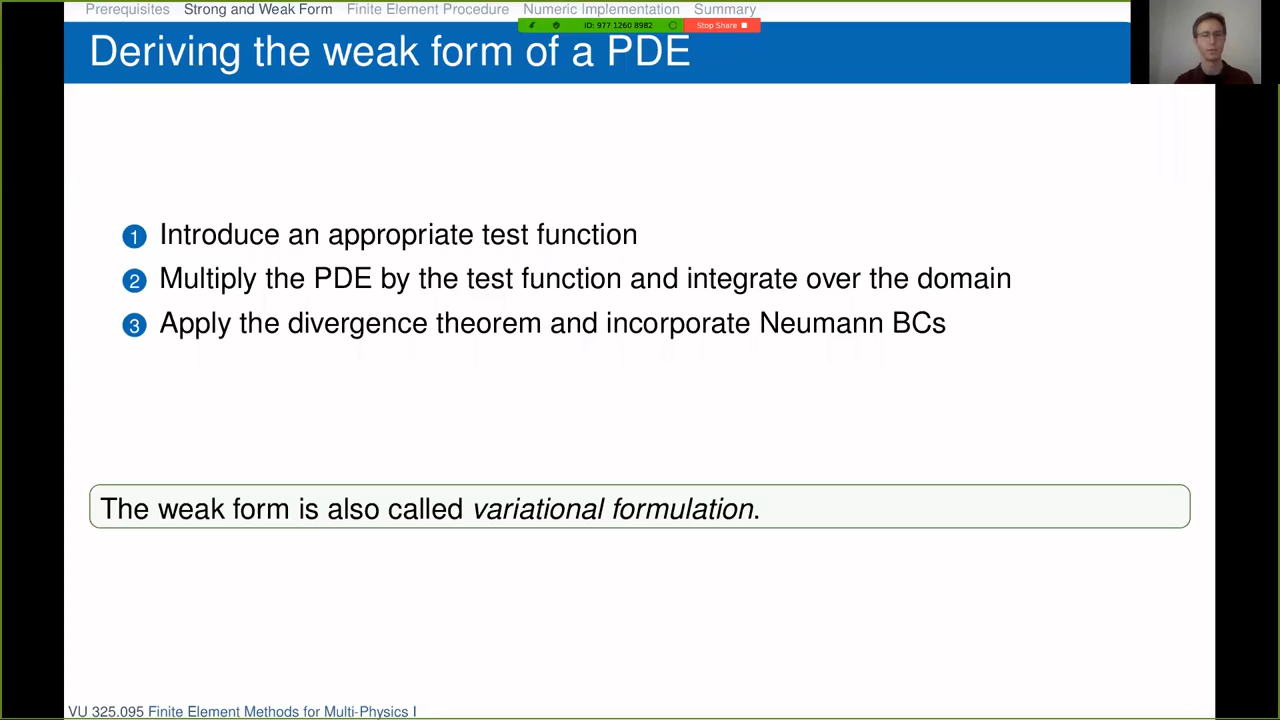 Prerequisites Strong and Weak Form Finite Element Procedure Numeric Implementation Summary
ID: 977 1260 8982 Stop Share
Deriving the weak form of a PDE
1 Introduce an appropriate test function
2 Multiply the PDE by the test function and integrate over the domain
3 Apply the divergence theorem and incorporate Neumann BCs
The weak form is also called variational formulation.
VU 325.095 Finite Element Methods for Multi-Physics I